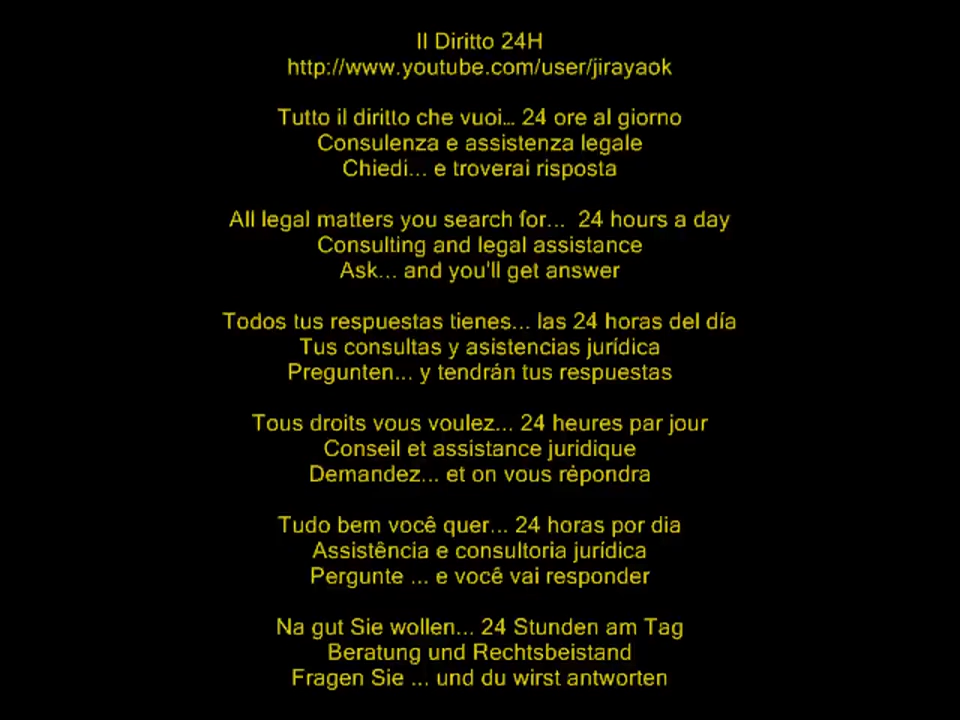 Il Diritto 24H
http://www.youtube.com/user/jirayaok
Tutto il diritto che vuoi... 24 ore al giorno
Consulenza e assistenza legale
Chiedi... e troverai risposta
All legal matters you search for...  24 hours a day
Consulting and legal assistance
Ask... and you'll get answer
Todos tus respuestas tienes... las 24 horas del día
Tus consultas y asistencias jurídica
Pregunten... y tendrán tus respuestas
Tous droits vous voulez... 24 heures par jour
Conseil et assistance juridique
Demandez... et on vous répondra
Tudo bem você quer... 24 horas por dia
Assistência e consultoria jurídica
Pergunte ... e você vai responder
Na gut Sie wollen... 24 Stunden am Tag
Beratung und Rechtsbeistand
Fragen Sie ... und du wirst antworten